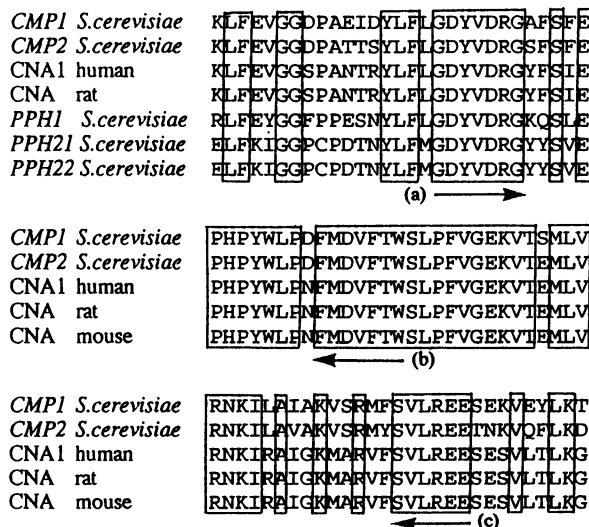 CMP1 S.cerevisiae KLFEVGGDPAEIDYLFLGDYVDRGAFSFE
CMP2 S.cerevisiae KLFEVGGDPATTSYLFLGDYVDRGSFSFE
CNA1 human KLFEVGGSPANTRYLFLGDYVDRGYFSIE
CNA rat KLFEVGGSPANTRYLFLGDYVDRGYFSIE
PPH1 S.cerevisiae RLFEYGGFPPESNYLFLGDYVDRGKQSLE
PPH21 S.cerevisiae ELFKIGGPCPDTNYLFMGDYVDRGYYSVE
PPH22 S.cerevisiae ELFKIGGPCPDTNYLFMGDYVDRGYYSVE
(a)
CMP1 S.cerevisiae PHPYWLPDFMDVFTWSLPFVGEKVTSMLV
CMP2 S.cerevisiae PHPYWLPDFMDVFTWSLPFVGEKVTEMLV
CNA1 human PHPYWLPNFMDVFTWSLPFVGEKVTEMLV
CNA rat PHPYWLPNFMDVFTWSLPFVGEKVTEMLV
CNA mouse PHPYWLPNFMDVFTWSLPFVGEKVTEMLV
(b)
CMP1 S.cerevisiae RNKILAIAKVSRMFSVLREESEKVEYLKT
CMP2 S.cerevisiae RNKILAVAKVSRMYSVLREETNKVQFLKD
CNA1 human RNKIRAIGKMARVFSVLREESESVLTLKG
CNA rat RNKIRAIGKMARVFSVLREESESVLTLKG
CNA mouse RNKIRAIGKMARVFSVLREESESVLTLKG
(c)